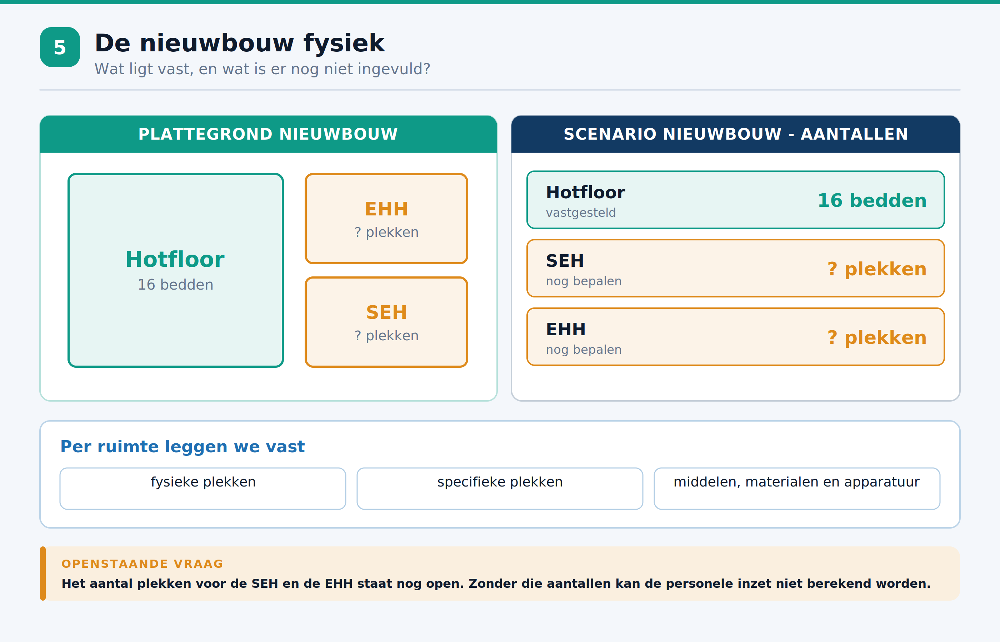 5
De nieuwbouw fysiek
Wat ligt vast, en wat is er nog niet ingevuld?
PLATTEGROND NIEUWBOUW
Hotfloor
16 bedden
EHH
? plekken
SEH
? plekken
SCENARIO NIEUWBOUW - AANTALLEN
Hotfloor
vastgesteld
16 bedden
SEH
nog bepalen
? plekken
EHH
nog bepalen
? plekken
Per ruimte leggen we vast
fysieke plekken
specifieke plekken
middelen, materialen en apparatuur
OPENSTAANDE VRAAG
Het aantal plekken voor de SEH en de EHH staat nog open. Zonder die aantallen kan de personele inzet niet berekend worden.